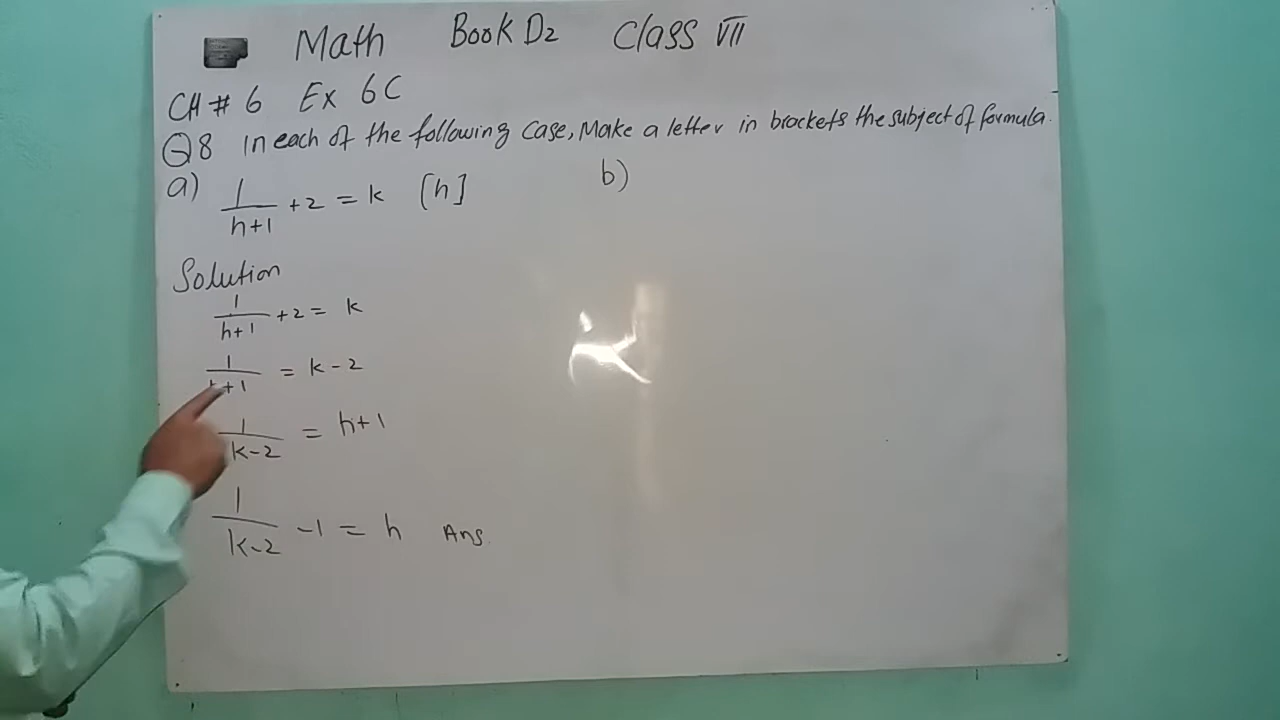 Math Book D2 Class VII
CH # 6 Ex 6C
Q8 In each of the following case, Make a letter in brackets the subject of formula.
a) 1/(h+1) +2 = k [h]
b)
Solution
1/(h+1) +2 = k
1/(h+1) = k-2
1/(k-2) = h+1
1/(k-2) -1 = h Ans.